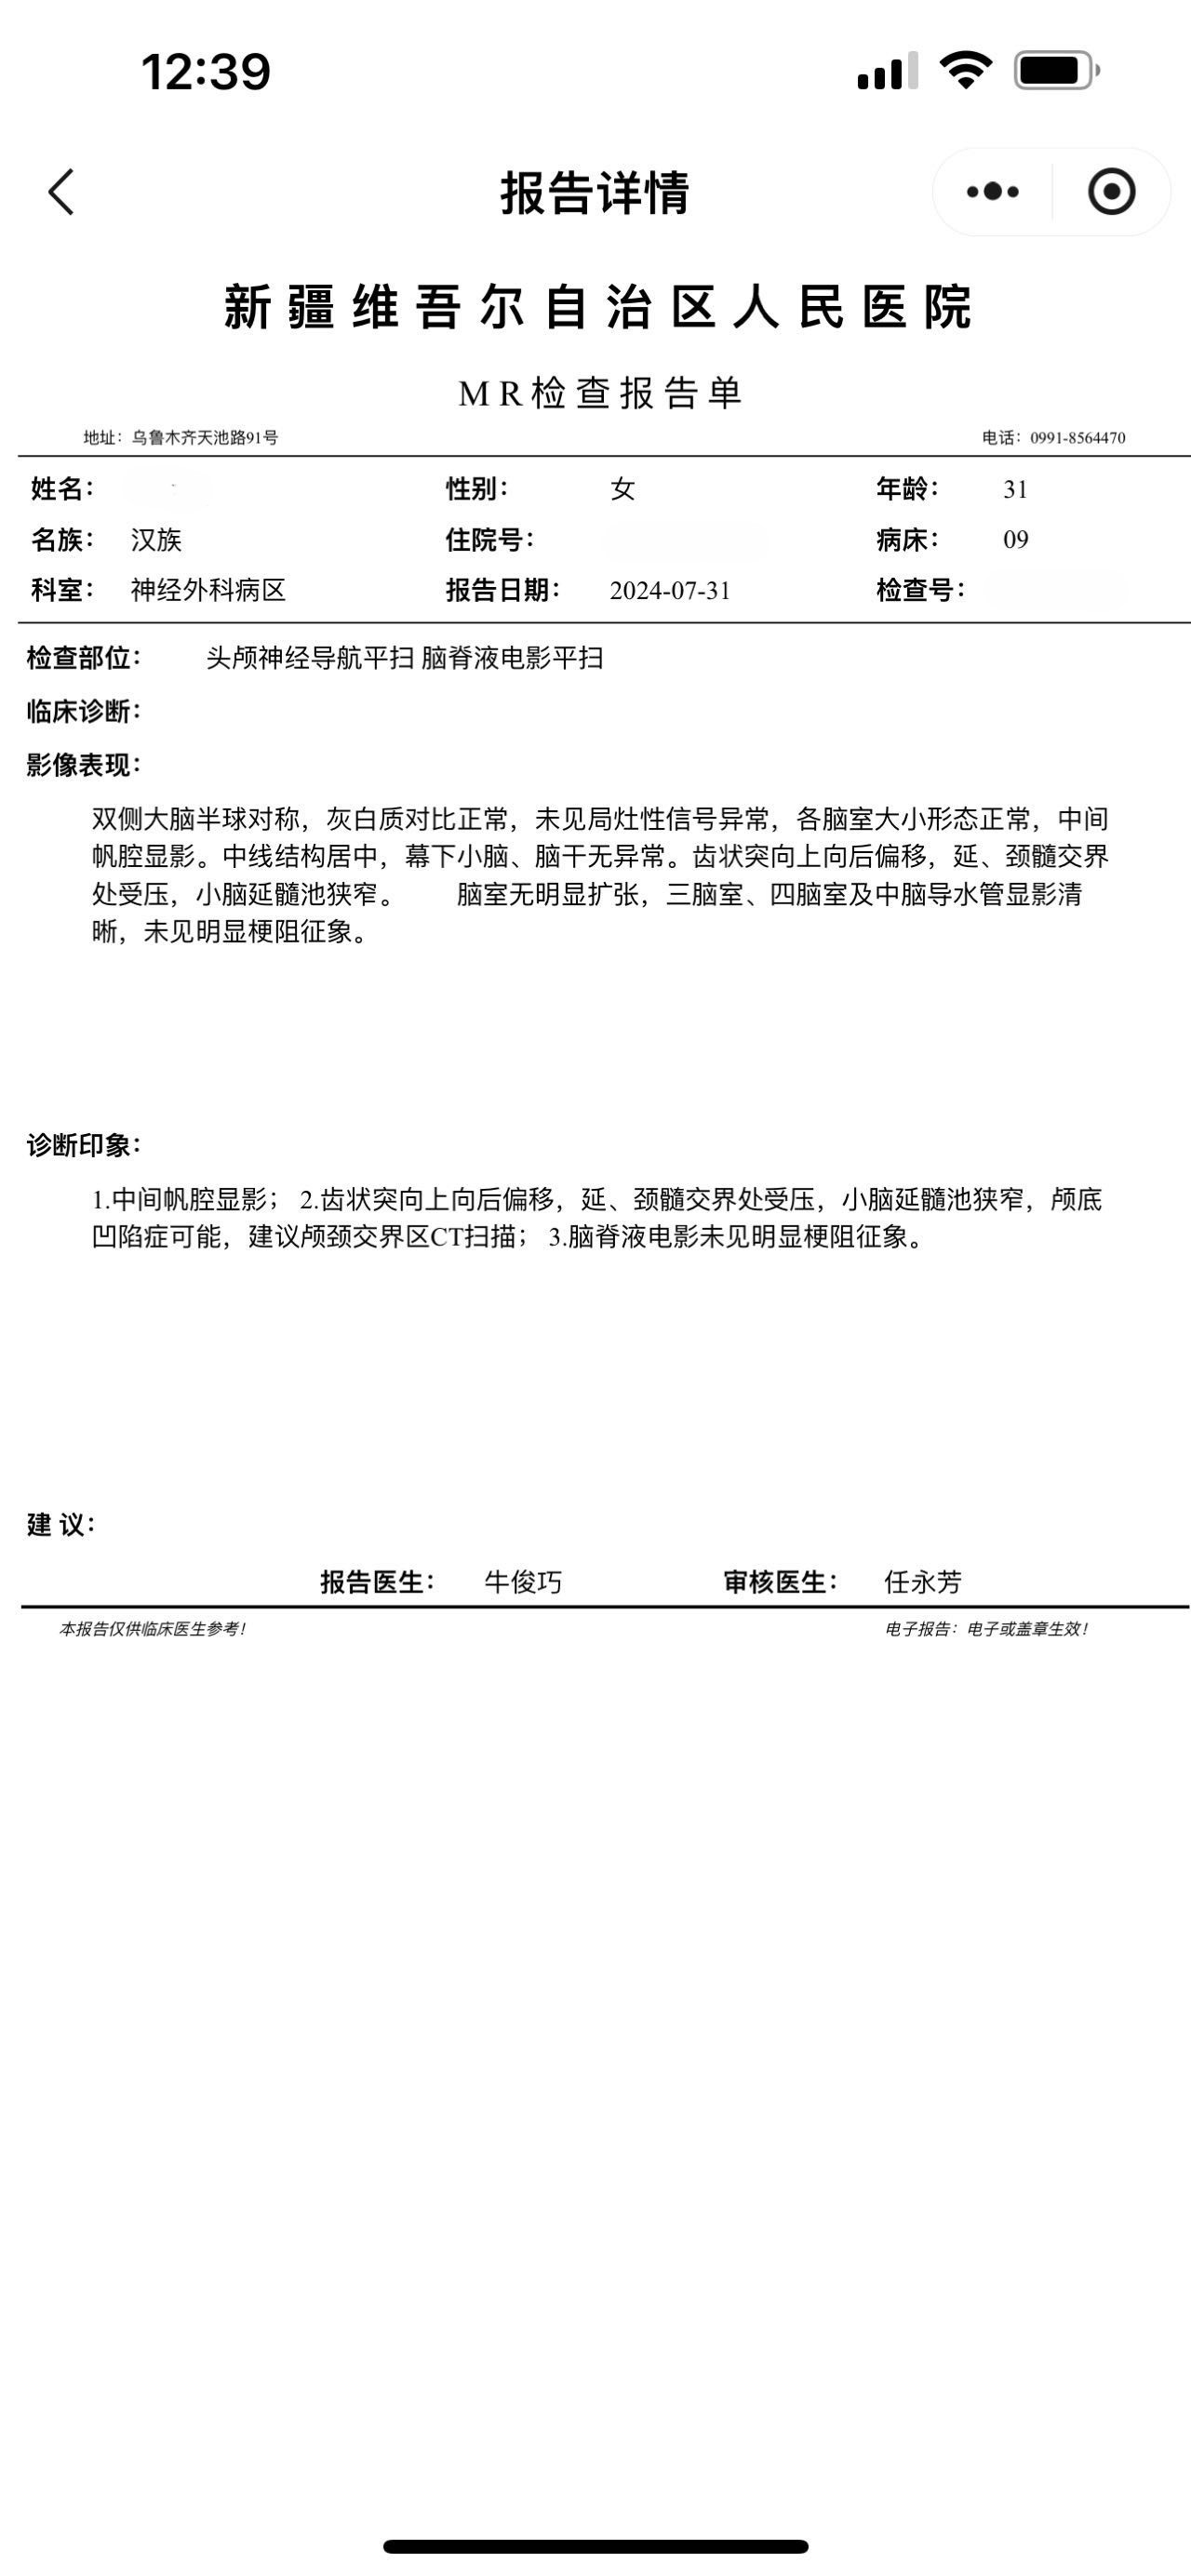 12:39
报告详情
新疆维吾尔自治区人民医院
MR检查报告单
地址：乌鲁木齐天池路91号 电话：0991-8564470
姓名： 性别： 女 年龄： 31
名族： 汉族 住院号： 病床： 09
科室： 神经外科病区 报告日期： 2024-07-31 检查号：
检查部位： 头颅神经导航平扫 脑脊液电影平扫
临床诊断：
影像表现：
双侧大脑半球对称，灰白质对比正常，未见局灶性信号异常，各脑室大小形态正常，中间
帆腔显影。中线结构居中，幕下小脑、脑干无异常。齿状突向上向后偏移，延、颈髓交界
处受压，小脑延髓池狭窄。 脑室无明显扩张，三脑室、四脑室及中脑导水管显影清
晰，未见明显梗阻征象。
诊断印象：
1.中间帆腔显影； 2.齿状突向上向后偏移，延、颈髓交界处受压，小脑延髓池狭窄，颅底
凹陷症可能，建议颅颈交界区CT扫描； 3.脑脊液电影未见明显梗阻征象。
建 议：
报告医生： 牛俊巧 审核医生： 任永芳
本报告仅供临床医生参考！ 电子报告：电子或盖章生效！